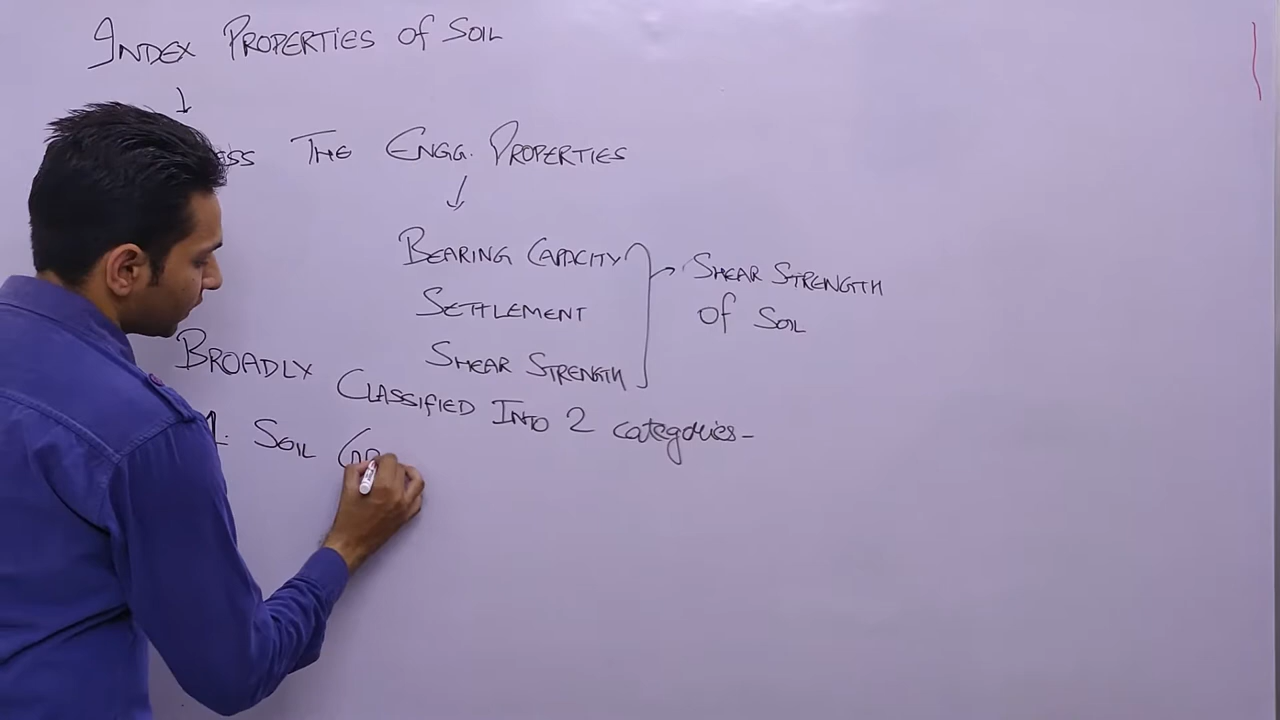 INDEX PROPERTIES of SOIL
THE ENGG. PROPERTIES
BEARING CAPACITY
SETTLEMENT
SHEAR STRENGTH
SHEAR STRENGTH
of SOIL
BROADLY CLASSIFIED INTO 2 categories-
1. SOIL